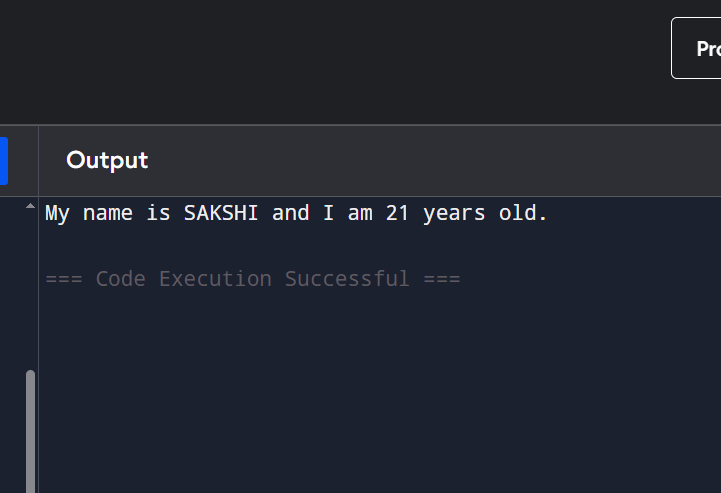 Output
My name is SAKSHI and I am 21 years old.
=== Code Execution Successful ===